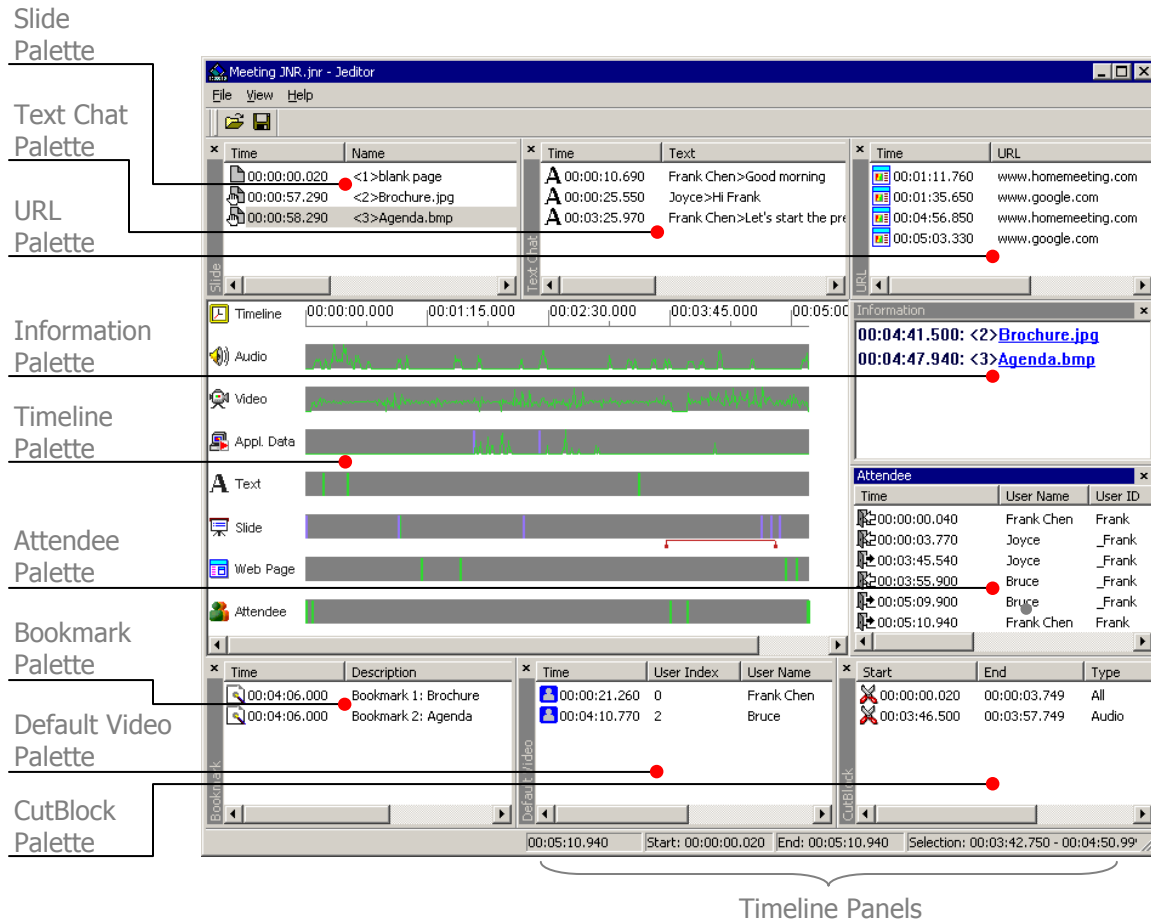 Slide
Palette
Text Chat
Palette
URL
Palette
Information
Palette
Timeline
Palette
Attendee
Palette
Bookmark
Palette
Default Video
Palette
CutBlock
Palette
Meeting JNR.jnr - Jeditor
File View Help
Slide
Time Name
00:00:00.020 <1>blank page
00:00:57.290 <2>Brochure.jpg
00:00:58.290 <3>Agenda.bmp
Text Chat
Time Text
00:00:10.690 Frank Chen>Good morning
00:00:25.550 Joyce>Hi Frank
00:03:25.970 Frank Chen>Let's start the pre
URL
Time URL
00:01:11.760 www.homemeeting.com
00:01:35.650 www.google.com
00:04:56.850 www.homemeeting.com
00:05:03.330 www.google.com
Timeline 00:00:00.000 00:01:15.000 00:02:30.000 00:03:45.000 00:05:00
Audio
Video
Appl. Data
Text
Slide
Web Page
Attendee
Information
00:04:41.500: <2>Brochure.jpg
00:04:47.940: <3>Agenda.bmp
Attendee
Time User Name User ID
00:00:00.040 Frank Chen Frank
00:00:03.770 Joyce _Frank
00:03:45.540 Joyce _Frank
00:03:55.900 Bruce _Frank
00:05:09.900 Bruce _Frank
00:05:10.940 Frank Chen Frank
Bookmark
Time Description
00:04:06.000 Bookmark 1: Brochure
00:04:06.000 Bookmark 2: Agenda
Default Video
Time User Index User Name
00:00:21.260 0 Frank Chen
00:04:10.770 2 Bruce
CutBlock
Start End Type
00:00:00.020 00:00:03.749 All
00:03:46.500 00:03:57.749 Audio
00:05:10.940 Start: 00:00:00.020 End: 00:05:10.940 Selection: 00:03:42.750 - 00:04:50.99
Timeline Panels